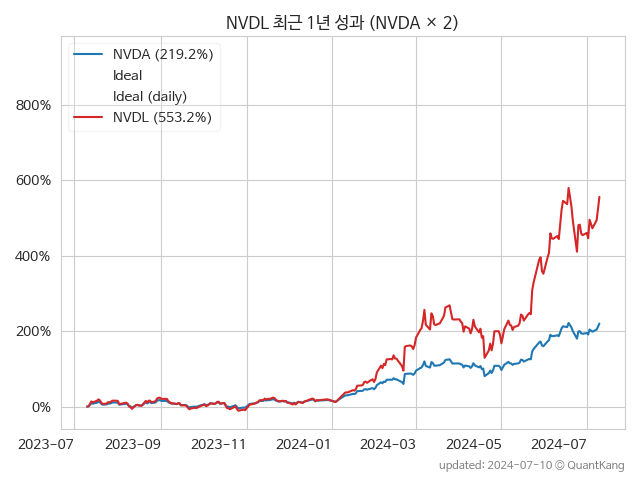 NVDL 최근 1년 성과 (NVDA × 2)
NVDA (219.2%)
Ideal
Ideal (daily)
NVDL (553.2%)
800%
600%
400%
200%
0%
2023-07 2023-09 2023-11 2024-01 2024-03 2024-05 2024-07
updated: 2024-07-10 © QuantKang